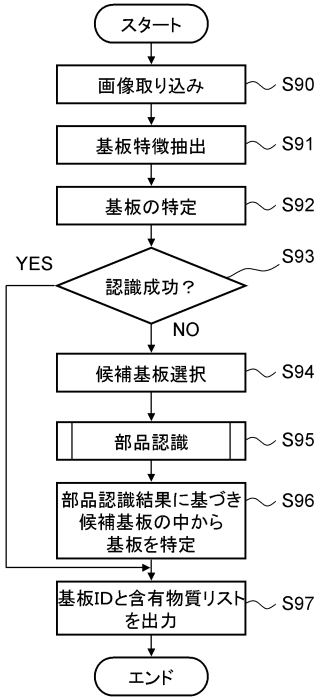 スタート
画像取り込み S90
基板特徴抽出 S91
基板の特定 S92
認識成功？ S93
YES
NO
候補基板選択 S94
部品認識 S95
部品認識結果に基づき S96
候補基板の中から
基板を特定
基板IDと含有物質リスト S97
を出力
エンド